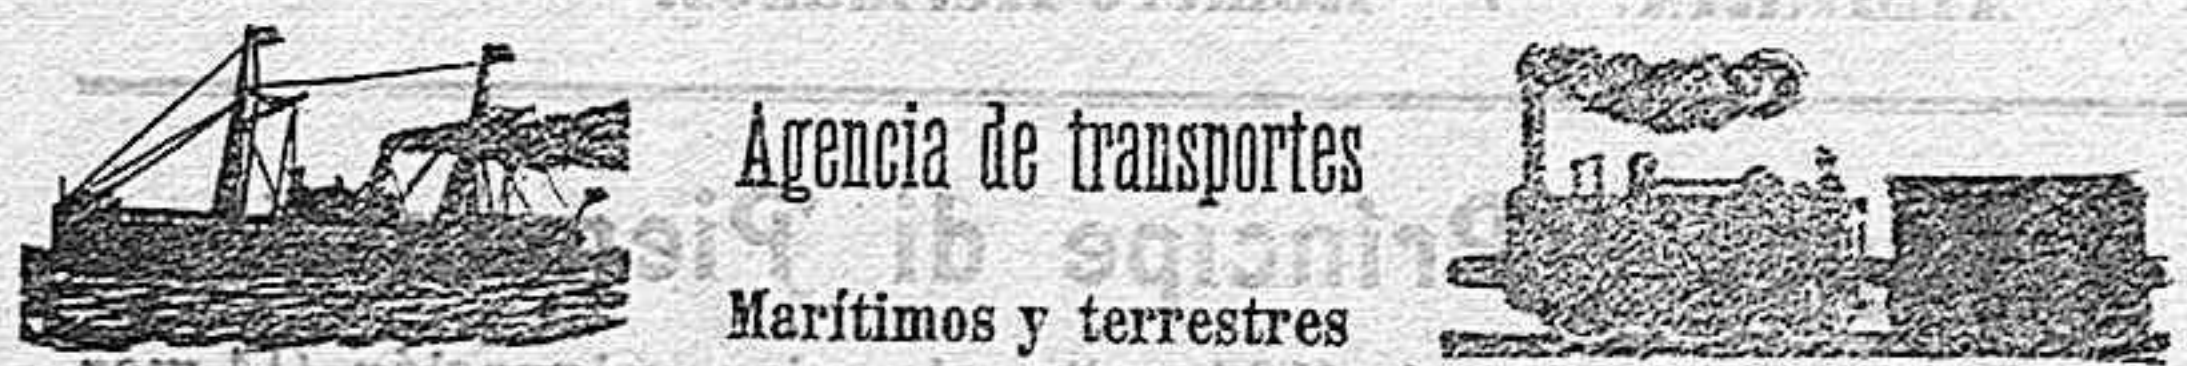 Agencia de transportes
Marítimos y terrestres